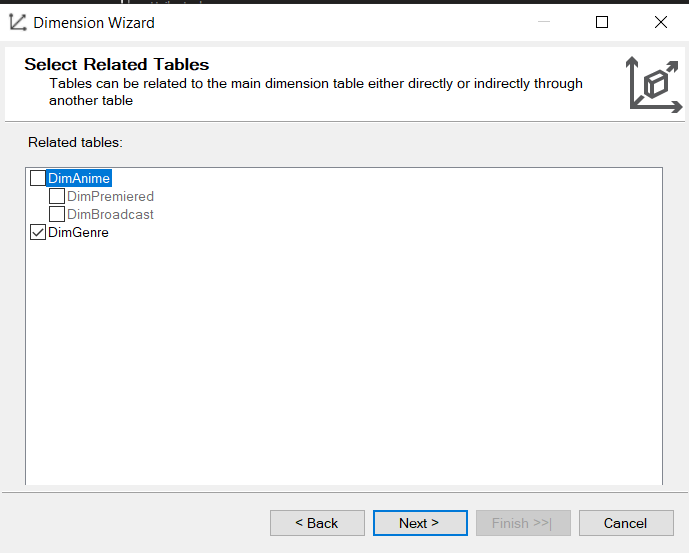 Dimension Wizard
Select Related Tables
Tables can be related to the main dimension table either directly or indirectly through
another table
Related tables:
DimAnime
DimPremiered
DimBroadcast
DimGenre
< Back
Next >
Finish >>|
Cancel